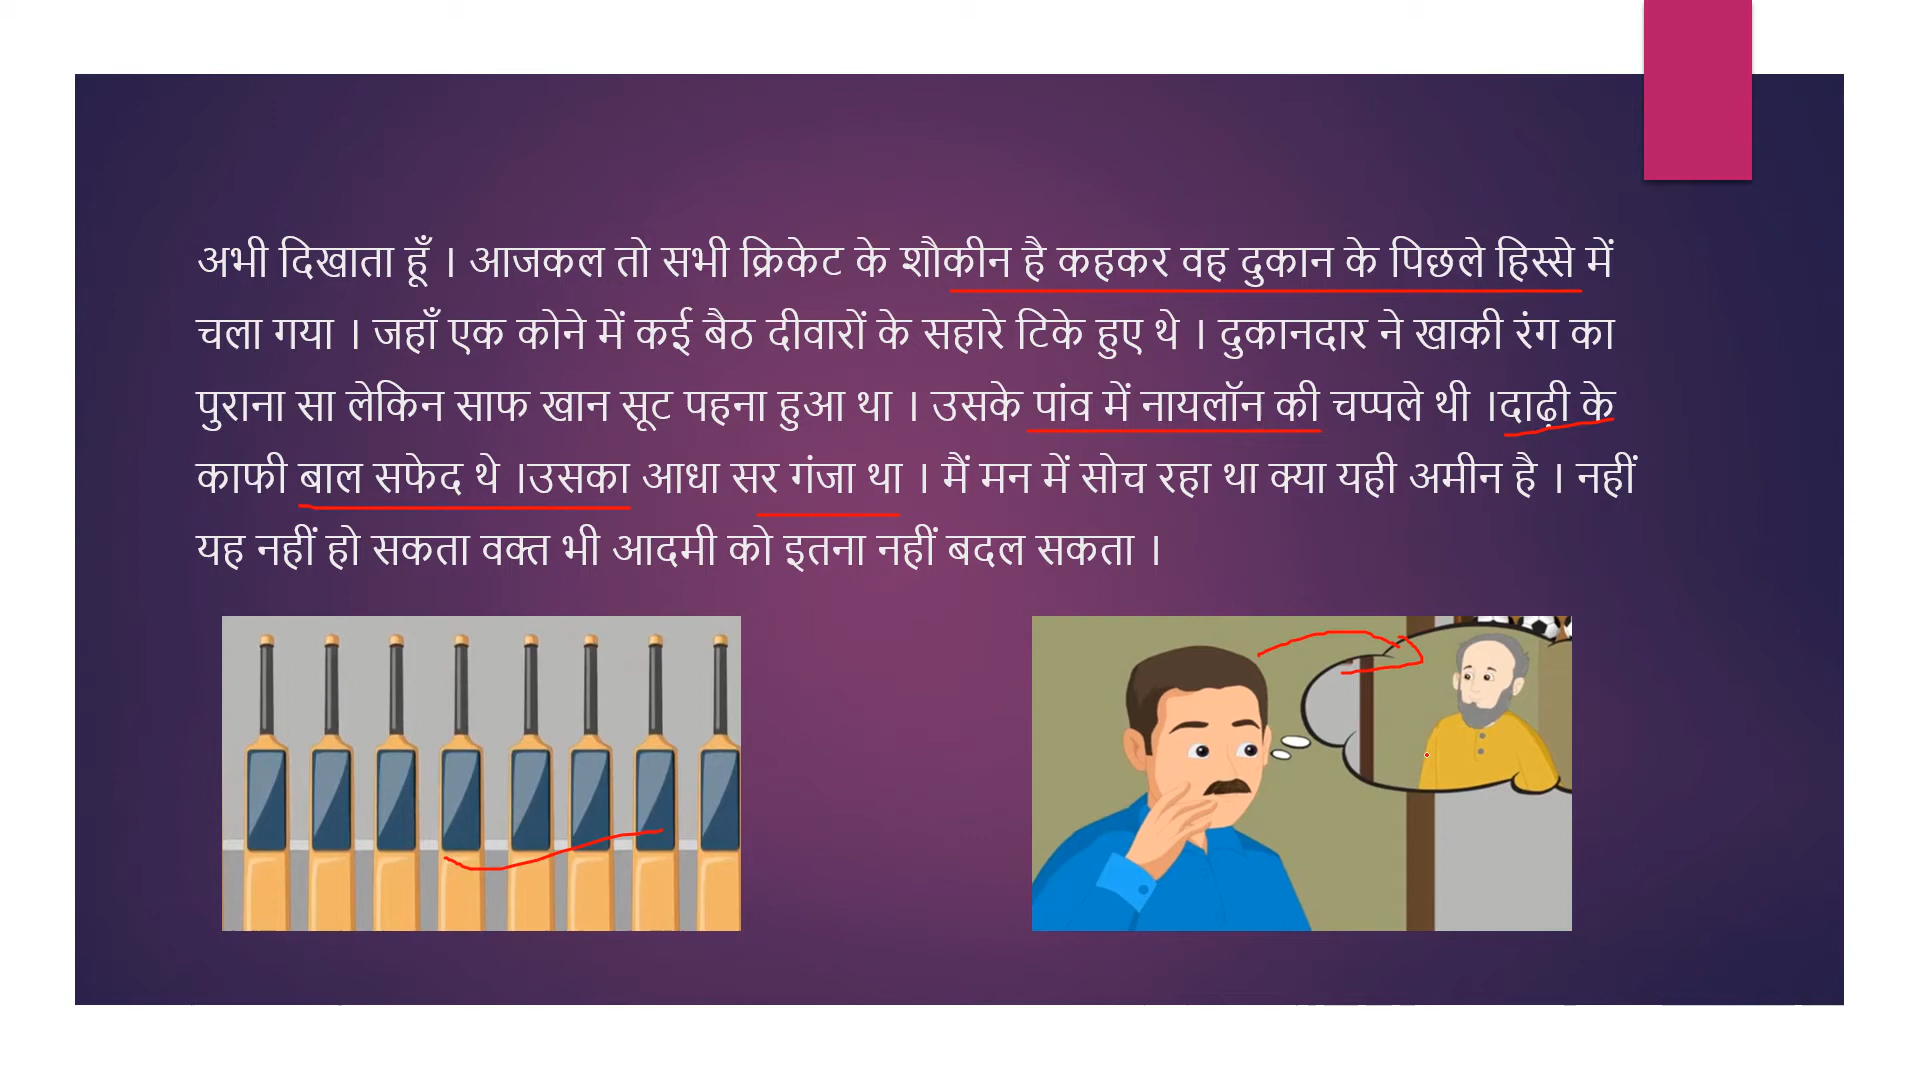 अभी दिखाता हूँ । आजकल तो सभी क्रिकेट के शौकीन है कहकर वह दुकान के पिछले हिस्से में
चला गया । जहाँ एक कोने में कई बैठ दीवारों के सहारे टिके हुए थे । दुकानदार ने खाकी रंग का
पुराना सा लेकिन साफ खान सूट पहना हुआ था । उसके पांव में नायलॉन की चप्पले थी ।दाढ़ी के
काफी बाल सफेद थे ।उसका आधा सर गंजा था । मैं मन में सोच रहा था क्या यही अमीन है । नहीं
यह नहीं हो सकता वक्त भी आदमी को इतना नहीं बदल सकता ।